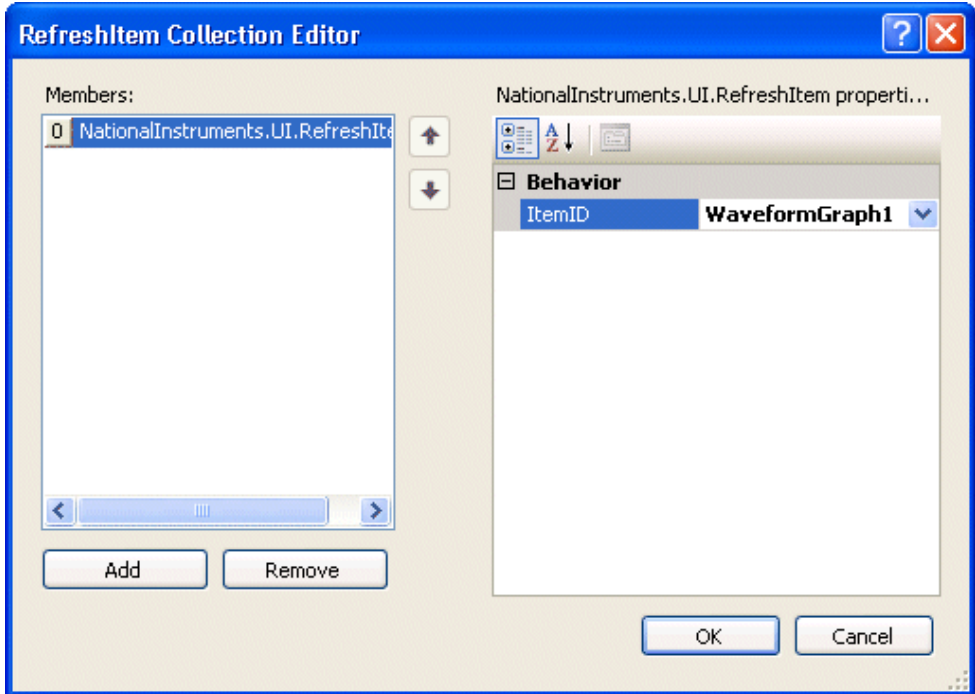 RefreshItem Collection Editor
Members:
0 NationalInstruments.UI.RefreshIte
NationalInstruments.UI.RefreshItem properti...
A
Z
Behavior
ItemID WaveformGraph1
Add Remove
OK Cancel